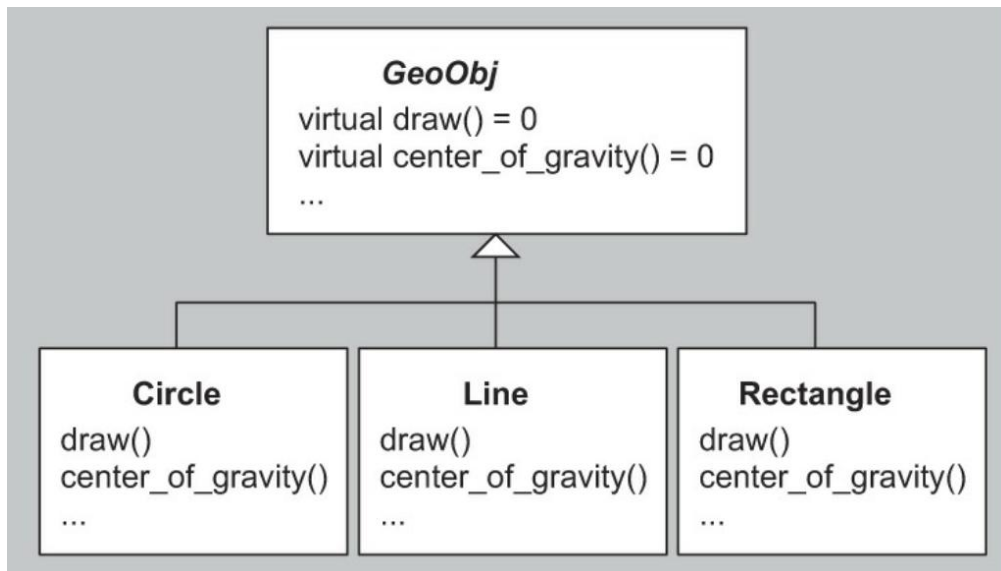 GeoObj
virtual draw() = 0
virtual center_of_gravity() = 0
...
Circle
draw()
center_of_gravity()
...
Line
draw()
center_of_gravity()
...
Rectangle
draw()
center_of_gravity()
...